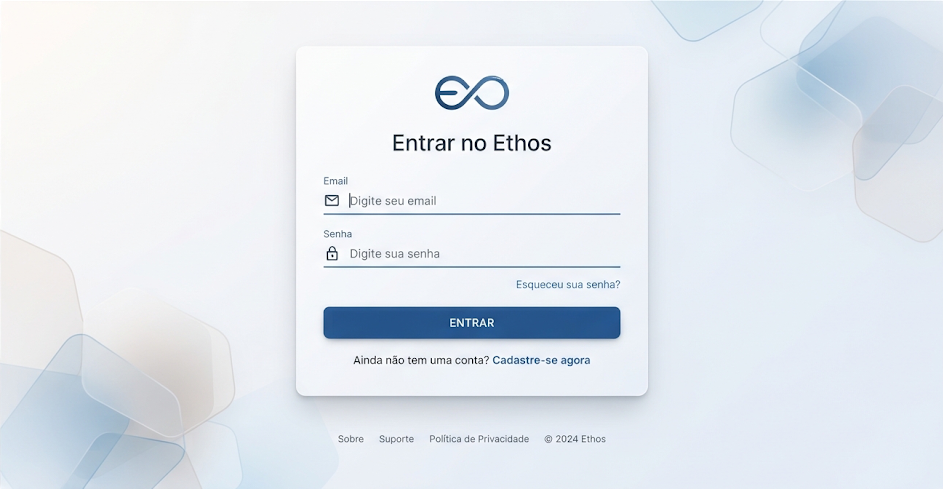 Entrar no Ethos
Email
Digite seu email
Senha
Digite sua senha
Esqueceu sua senha?
ENTRAR
Ainda não tem uma conta? Cadastre-se agora
Sobre Suporte Política de Privacidade © 2024 Ethos